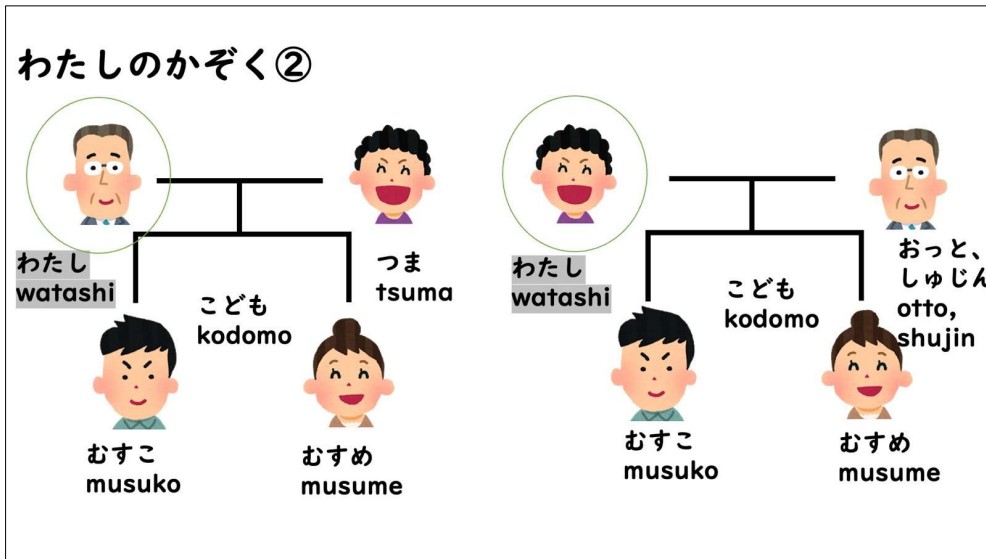 わたしのかぞく②
わたし
watashi
つま
tsuma
こども
kodomo
むすこ
musuko
むすめ
musume
わたし
watashi
おっと、
しゅじん
otto,
shujin
こども
kodomo
むすこ
musuko
むすめ
musume